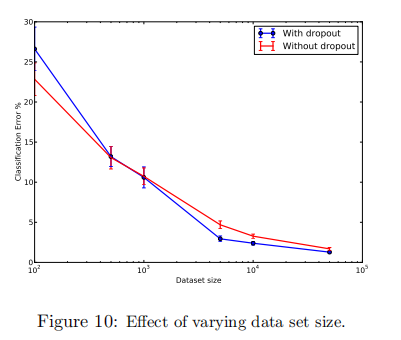 30
With dropout
Without dropout
25
20
15
10
5
0
Classification Error %
10²
10³
10⁴
10⁵
Dataset size
Figure 10: Effect of varying data set size.